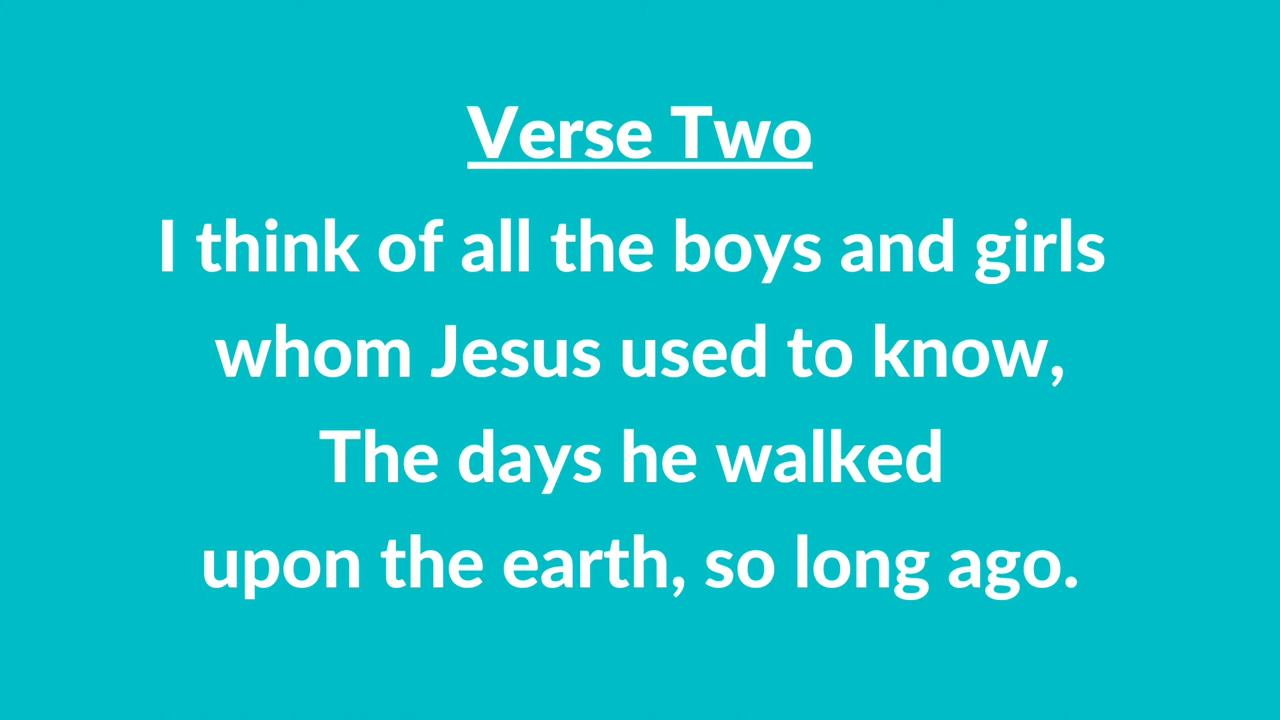 Verse Two
I think of all the boys and girls
whom Jesus used to know,
The days he walked
upon the earth, so long ago.